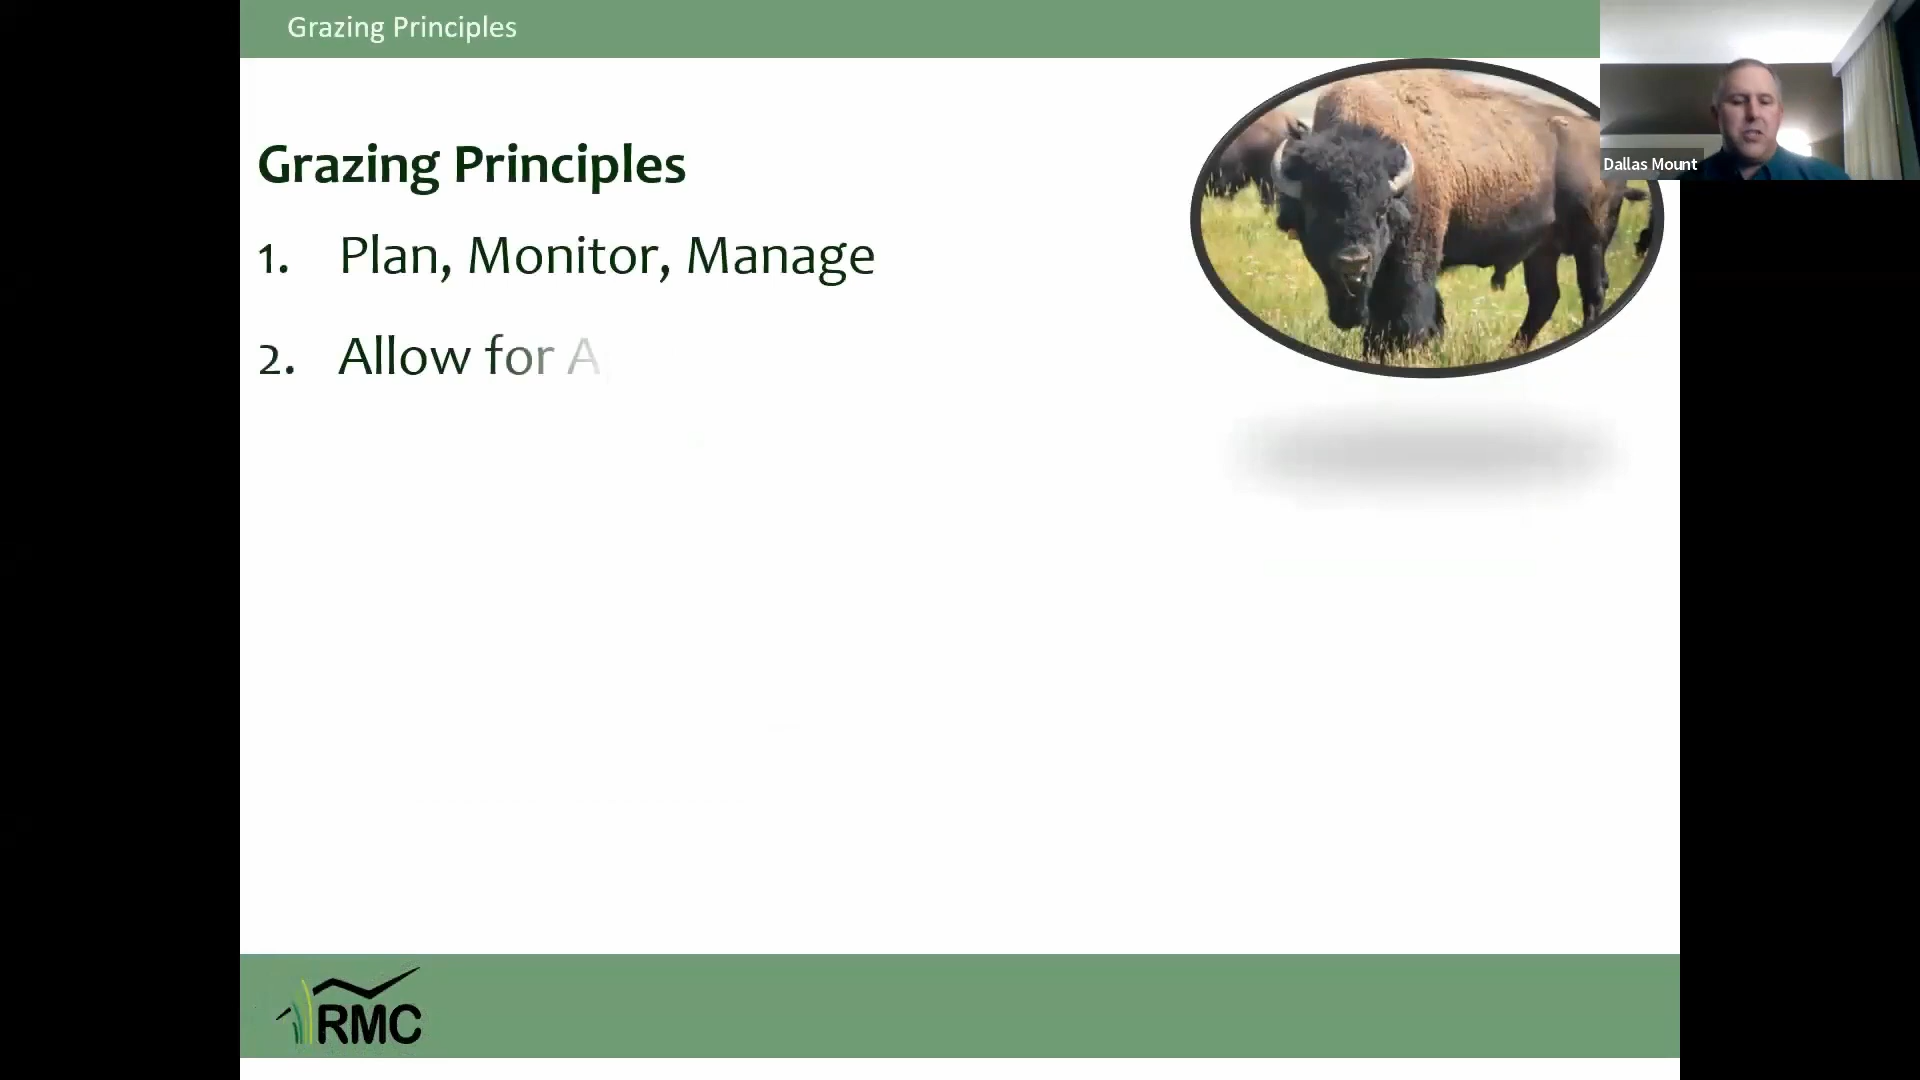 Grazing Principles
Dallas Mount
Grazing Principles
1. Plan, Monitor, Manage
2. Allow for A
RMC